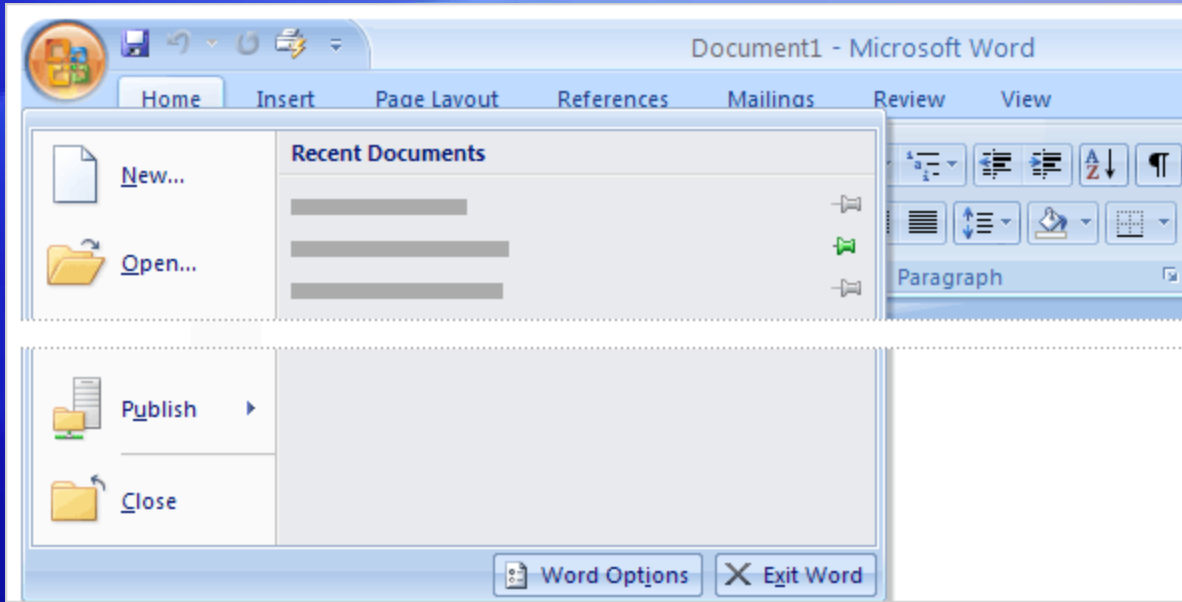 Document1 - Microsoft Word
Home Insert Page Layout References Mailings Review View
Recent Documents
New...
Open...
Paragraph
Publish
Close
Word Options Exit Word